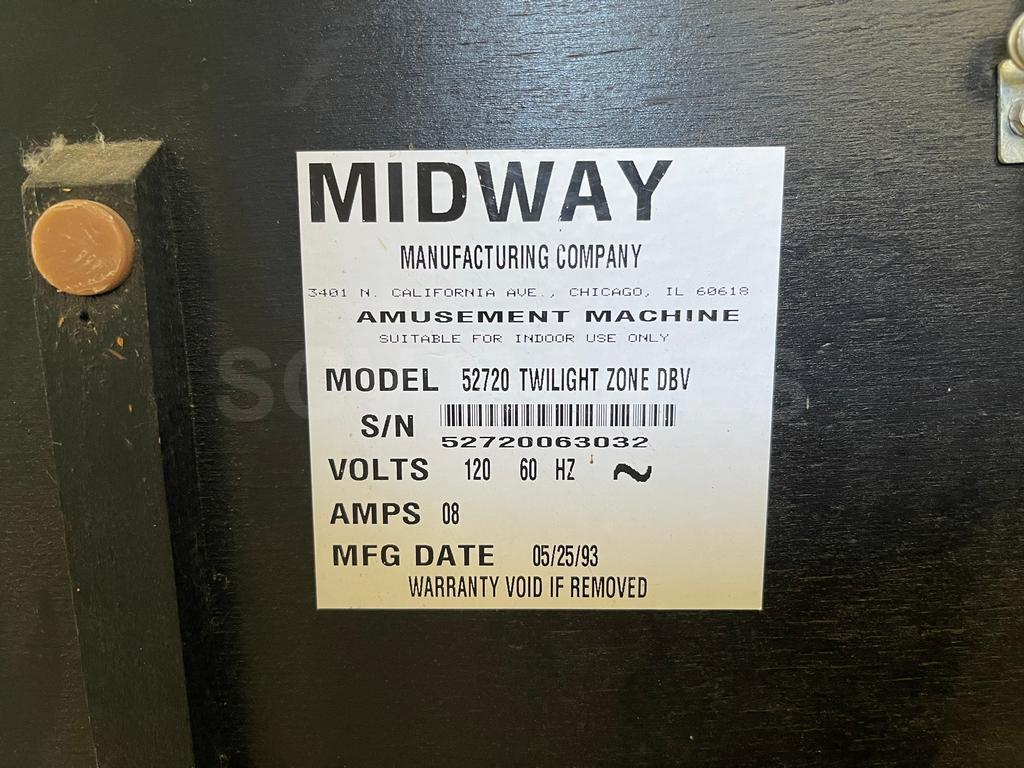 MIDWAY
MANUFACTURING COMPANY
3401 N. CALIFORNIA AVE., CHICAGO, IL 60618
AMUSEMENT MACHINE
SUITABLE FOR INDOOR USE ONLY
MODEL 52720 TWILIGHT ZONE DBV
S/N
52720063032
VOLTS 120 60 HZ ~
AMPS 08
MFG DATE 05/25/93
WARRANTY VOID IF REMOVED